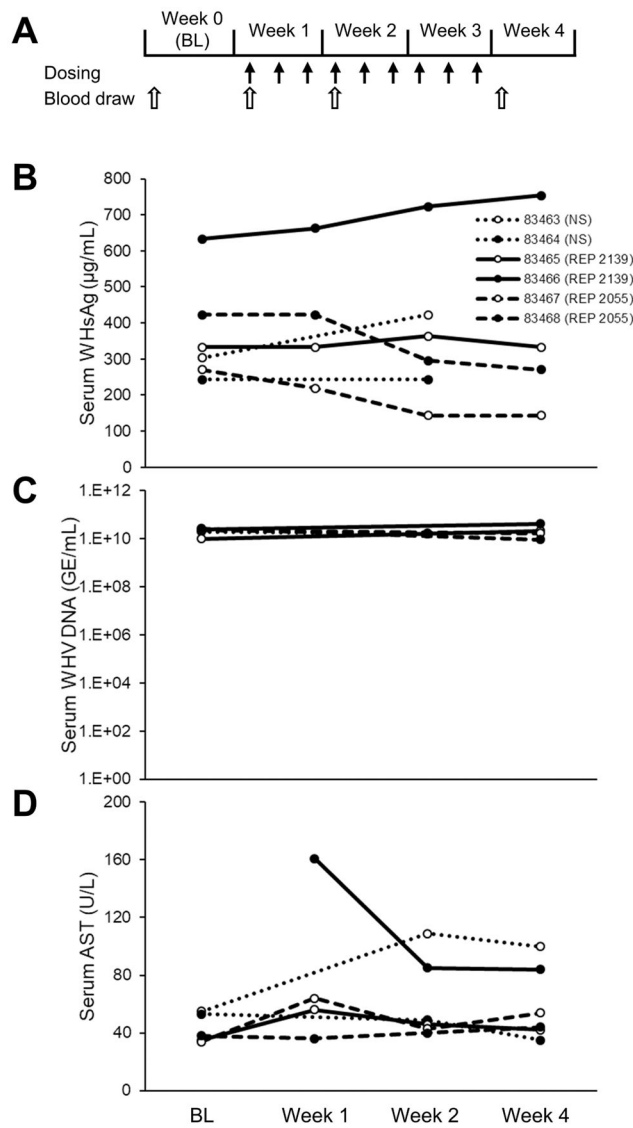 A
Week 0
(BL)
Week 1
Week 2
Week 3
Week 4
Dosing
Blood draw
B
Serum WHsAg (µg/mL)
800
700
600
500
400
300
200
100
0
83463 (NS)
83464 (NS)
83465 (REP 2139)
83466 (REP 2139)
83467 (REP 2055)
83468 (REP 2055)
C
Serum WHV DNA (GE/mL)
1.E+12
1.E+10
1.E+08
1.E+06
1.E+04
1.E+02
1.E+00
D
Serum AST (U/L)
200
160
120
80
40
0
BL
Week 1
Week 2
Week 4